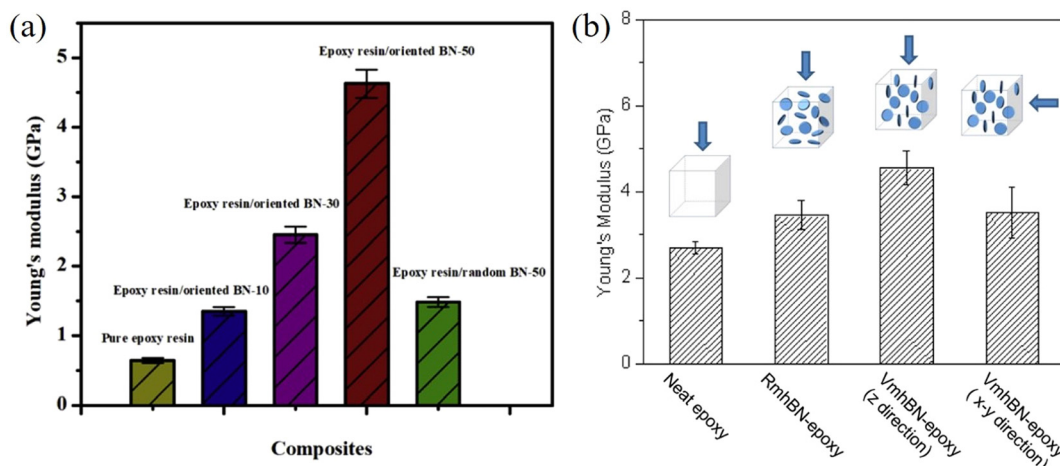 (a)
Young's modulus (GPa)
5
4
3
2
1
0
Epoxy resin/oriented BN-50
Epoxy resin/oriented BN-30
Epoxy resin/random BN-50
Epoxy resin/oriented BN-10
Pure epoxy resin
Composites
(b)
Young's Modulus (GPa)
8
6
4
2
0
Neat epoxy
RmhBN-epoxy
VmhBN-epoxy
(z direction)
VmhBN-epoxy
( x-y direction)